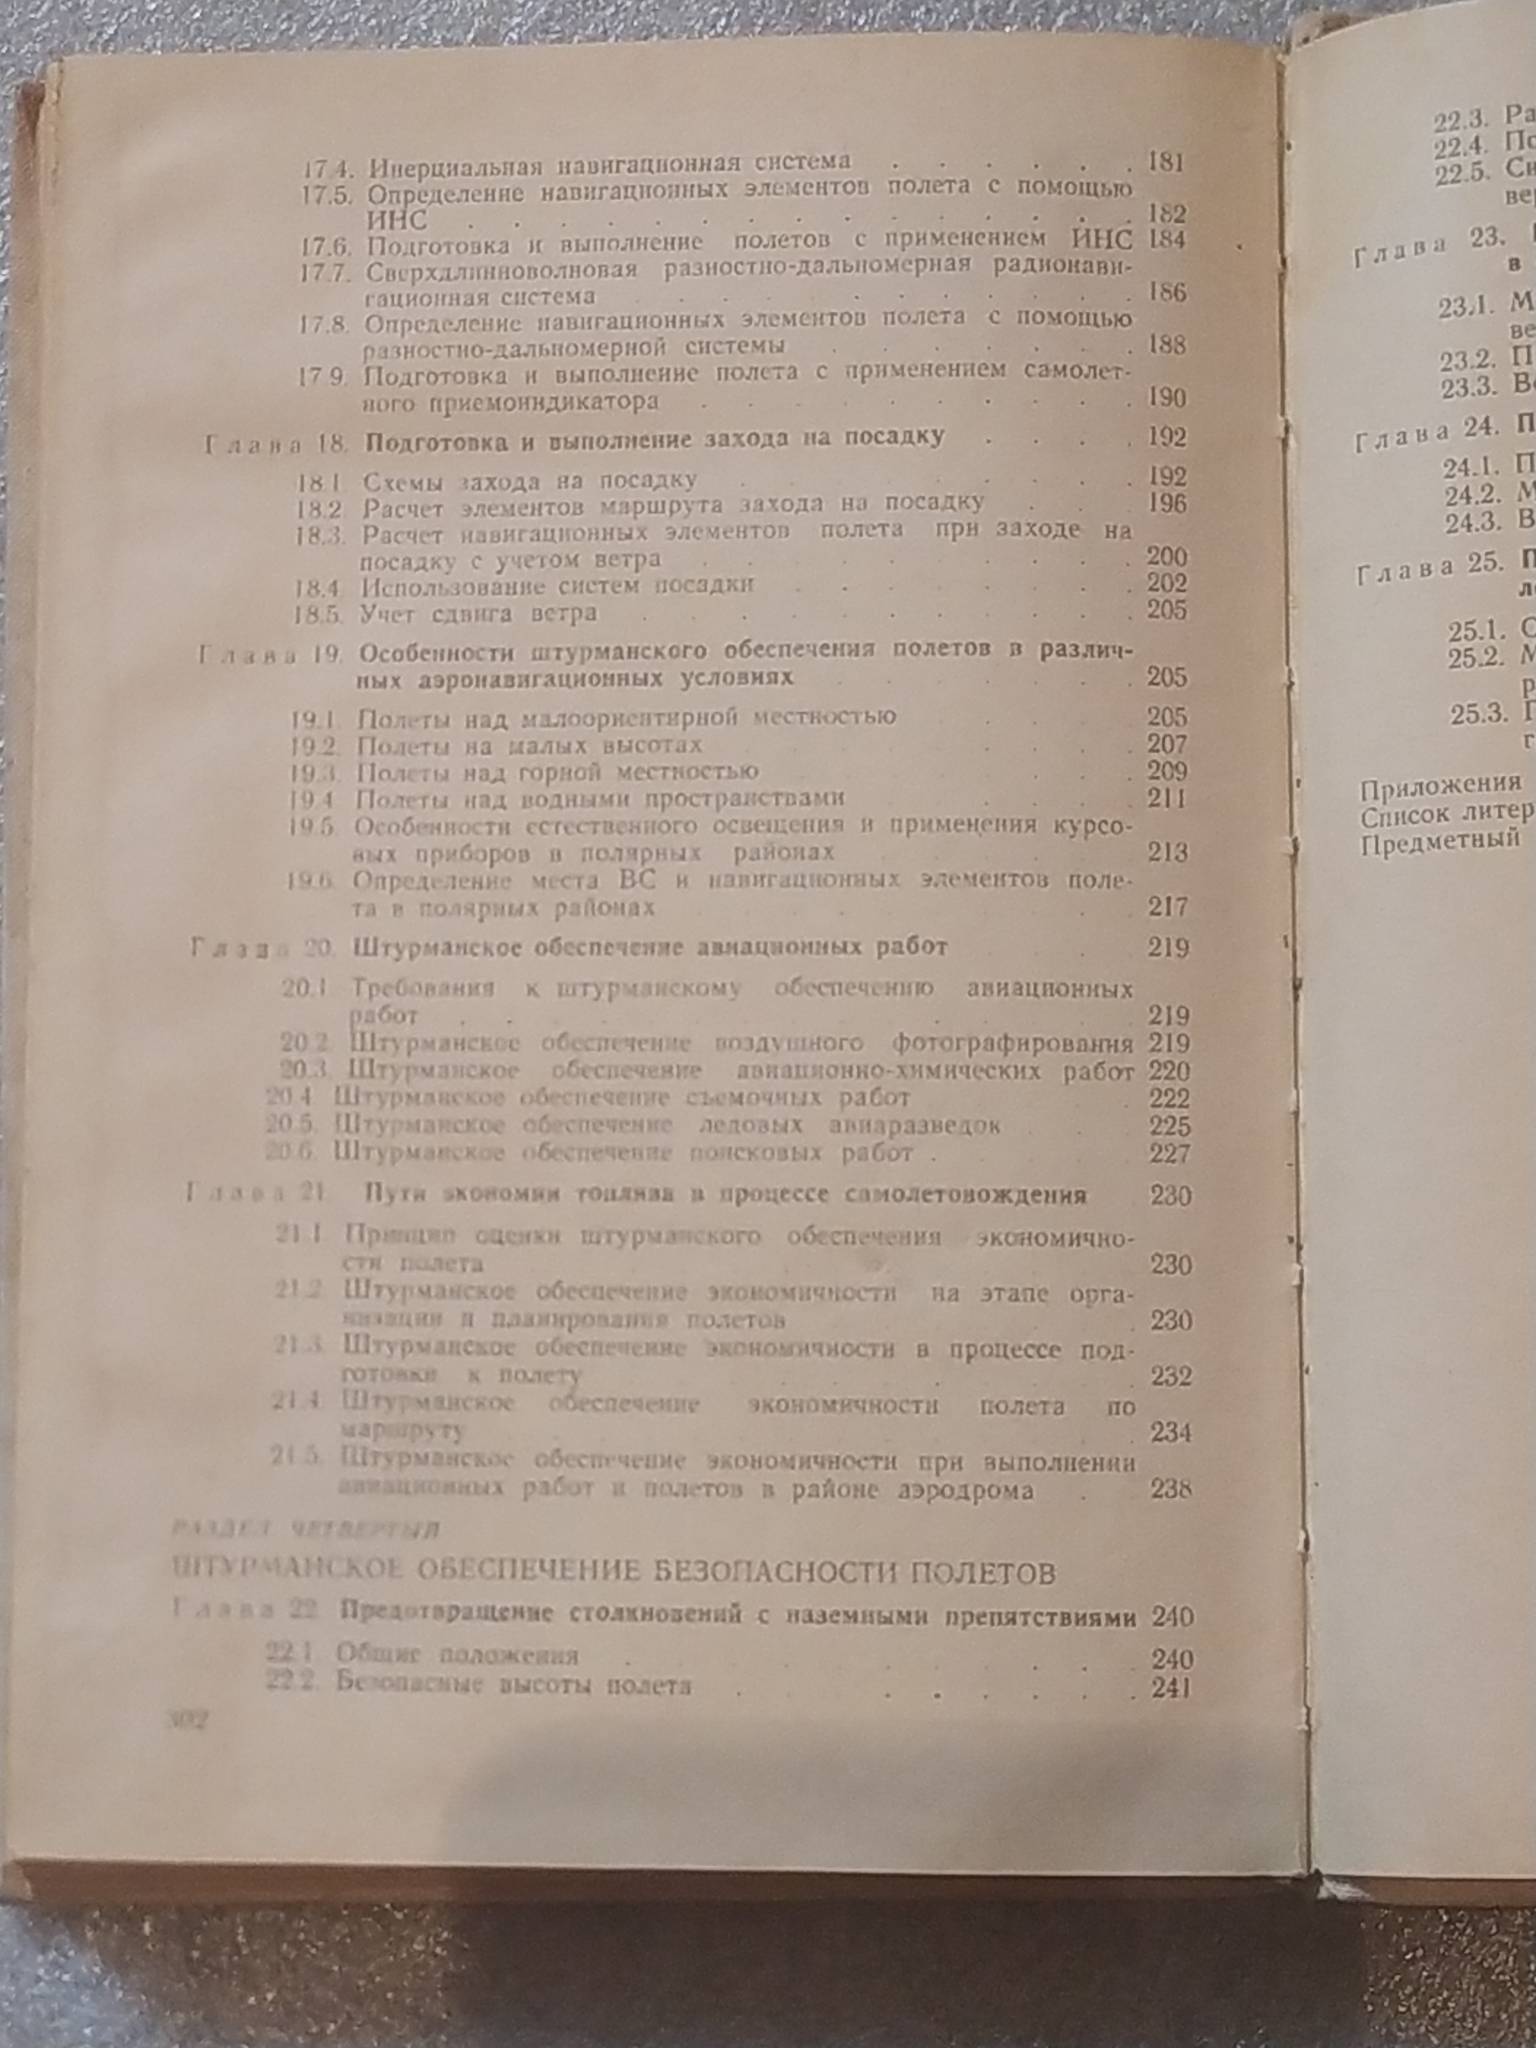 17.4. Инерциальная навигационная система . . . . . . 181
17.5. Определение навигационных элементов полета с помощью
ИНС . . . . . . . . . . . . . . 182
17.6. Подготовка и выполнение полетов с применением ИНС 184
17.7. Сверхдлинноволновая разностно-дальномерная радионави-
гационная система . . . . . . . . . 186
17.8. Определение навигационных элементов полета с помощью
разностно-дальномерной системы . . . . . . 188
17.9. Подготовка и выполнение полета с применением самолет-
ного приемоиндикатора . . . . . . . . 190
Глава 18. Подготовка и выполнение захода на посадку . . . . 192
18.1 Схемы захода на посадку . . . . . . . 192
18.2 Расчет элементов маршрута захода на посадку . . . 196
18.3. Расчет навигационных элементов полета при заходе на
посадку с учетом ветра . . . . . . . . 200
18.4 Использование систем посадки . . . . . . 202
18.5. Учет сдвига ветра . . . . . . . . . 205
Глава 19. Особенности штурманского обеспечения полетов в различ-
ных аэронавигационных условиях . . . . . . 205
19.1. Полеты над малоориентирной местностью . . . . 205
19.2. Полеты на малых высотах . . . . . . 207
19.3. Полеты над горной местностью . . . . . 209
19.4 Полеты над водными пространствами . . . . 211
19.5. Особенности естественного освещения и применения курсо-
вых приборов в полярных районах . . . . 213
19.6. Определение места ВС и навигационных элементов поле-
та в полярных районах . . . . . 217
Глава 20. Штурманское обеспечение авиационных работ . . . 219
20.1 Требования к штурманскому обеспечению авиационных
работ . . . . . . . . 219
20.2. Штурманское обеспечение воздушного фотографирования 219
20.3. Штурманское обеспечение авиационно-химических работ 220
20.4 Штурманское обеспечение съемочных работ . 222
20.5. Штурманское обеспечение ледовых авиаразведок . . . 225
20.6. Штурманское обеспечение поисковых работ . . . . 227
Глава 21 Пути экономии топлива в процессе самолетовождения 230
21.1 Принцип оценки штурманского обеспечения экономично-
сти полета 230
21.2. Штурманское обеспечение экономичности на этапе орга-
низации и планирования полетов . 230
21.3. Штурманское обеспечение экономичности в процессе под-
готовки к полету . . . . . 232
21.4. Штурманское обеспечение экономичности полета по
маршруту . . . . . . 234
21.5. Штурманское обеспечение экономичности при выполнении
авиационных работ и полетов в районе аэродрома . 238
РАЗДЕЛ ЧЕТВЕРТЫЙ
ШТУРМАНСКОЕ ОБЕСПЕЧЕНИЕ БЕЗОПАСНОСТИ ПОЛЕТОВ
Глава 22 Предотвращение столкновений с наземными препятствиями 240
22.1 Общие положения . . . . . . . . 240
22.2. Безопасные высоты полета . . . . . . . 241
302
22.3. Ра
22.4. По
22.5. Сн
вер
Глава 23.
в
23.1. М
ве
23.2. П
23.3. Во
Глава 24. П
24.1. П
24.2. М
24.3. В
Глава 25. П
л
25.1. О
25.2. М
р
25.3. П
г
Приложения
Список литер
Предметный